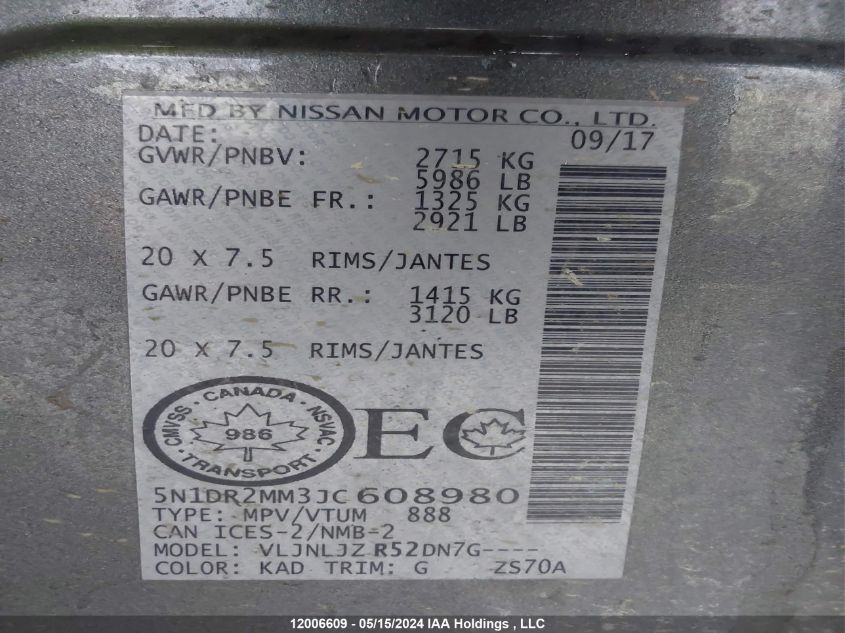 MFD BY NISSAN MOTOR CO., LTD.
DATE: 09/17
GVWR/PNBV: 2715 KG
5986 LB
GAWR/PNBE FR.: 1325 KG
2921 LB
20 X 7.5 RIMS/JANTES
GAWR/PNBE RR.: 1415 KG
3120 LB
20 X 7.5 RIMS/JANTES
CMVSS · CANADA · NSVAC
986
· TRANSPORT ·
EC
5N1DR2MM3JC608980
TYPE: MPV/VTUM 888
CAN ICES-2/NMB-2
MODEL: VLJNLJZ R52DN7G----
COLOR: KAD TRIM: G ZS70A
12006609 - 05/15/2024 IAA Holdings , LLC